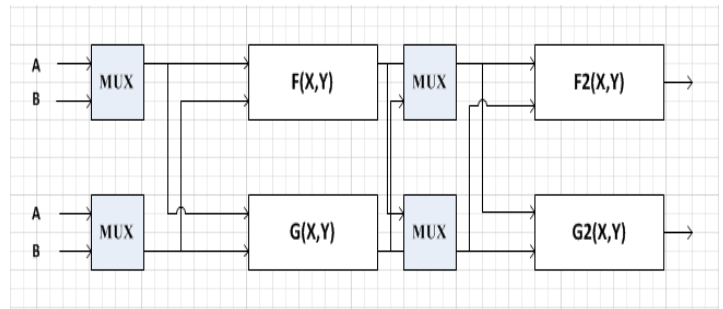 A
B
MUX
F(X,Y)
MUX
F2(X,Y)
A
B
MUX
G(X,Y)
MUX
G2(X,Y)